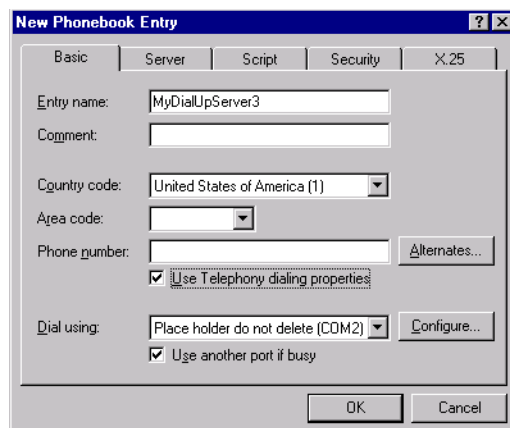 New Phonebook Entry
Basic Server Script Security X.25
Entry name: MyDialUpServer3
Comment:
Country code: United States of America (1)
Area code:
Phone number: Alternates...
Use Telephony dialing properties
Dial using: Place holder do not delete (COM2) Configure...
Use another port if busy
OK Cancel